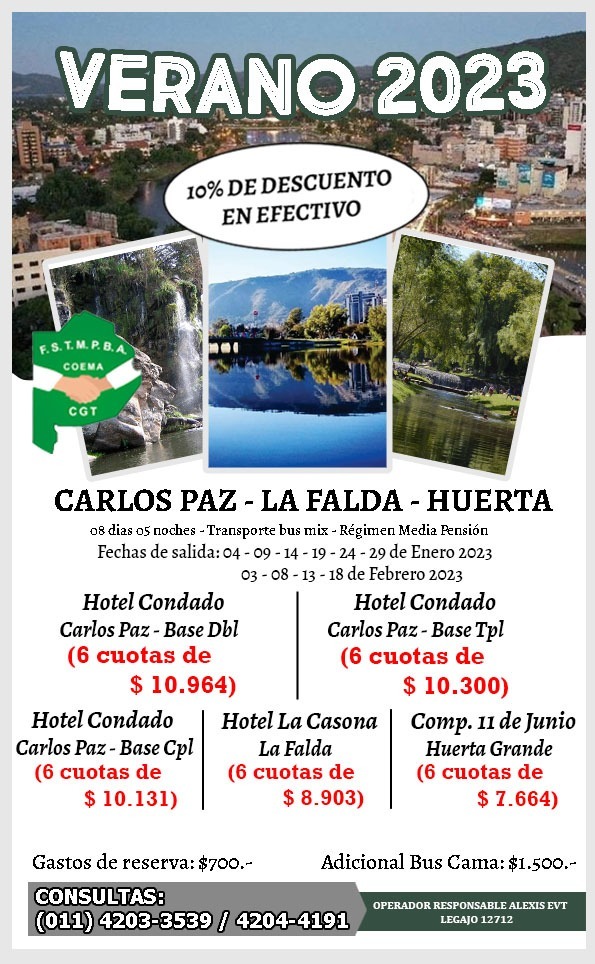 VERANO 2023
10% DE DESCUENTO
EN EFECTIVO
F.S.T.M.P.B.A.
COEMA
CGT
CARLOS PAZ - LA FALDA - HUERTA
08 dias 05 noches - Transporte bus mix - Régimen Media Pensión
Fechas de salida: 04 - 09 - 14 - 19 - 24 - 29 de Enero 2023
03 - 08 - 13 - 18 de Febrero 2023
Hotel Condado
Carlos Paz - Base Dbl
(6 cuotas de
$ 10.964)
Hotel Condado
Carlos Paz - Base Tpl
(6 cuotas de
$ 10.300)
Hotel Condado
Carlos Paz - Base Cpl
(6 cuotas de
$ 10.131)
Hotel La Casona
La Falda
(6 cuotas de
$ 8.903)
Comp. 11 de Junio
Huerta Grande
(6 cuotas de
$ 7.664)
Gastos de reserva: $700.-
Adicional Bus Cama: $1.500.-
CONSULTAS:
(011) 4203-3539 / 4204-4191
OPERADOR RESPONSABLE ALEXIS EVT
LEGAJO 12712